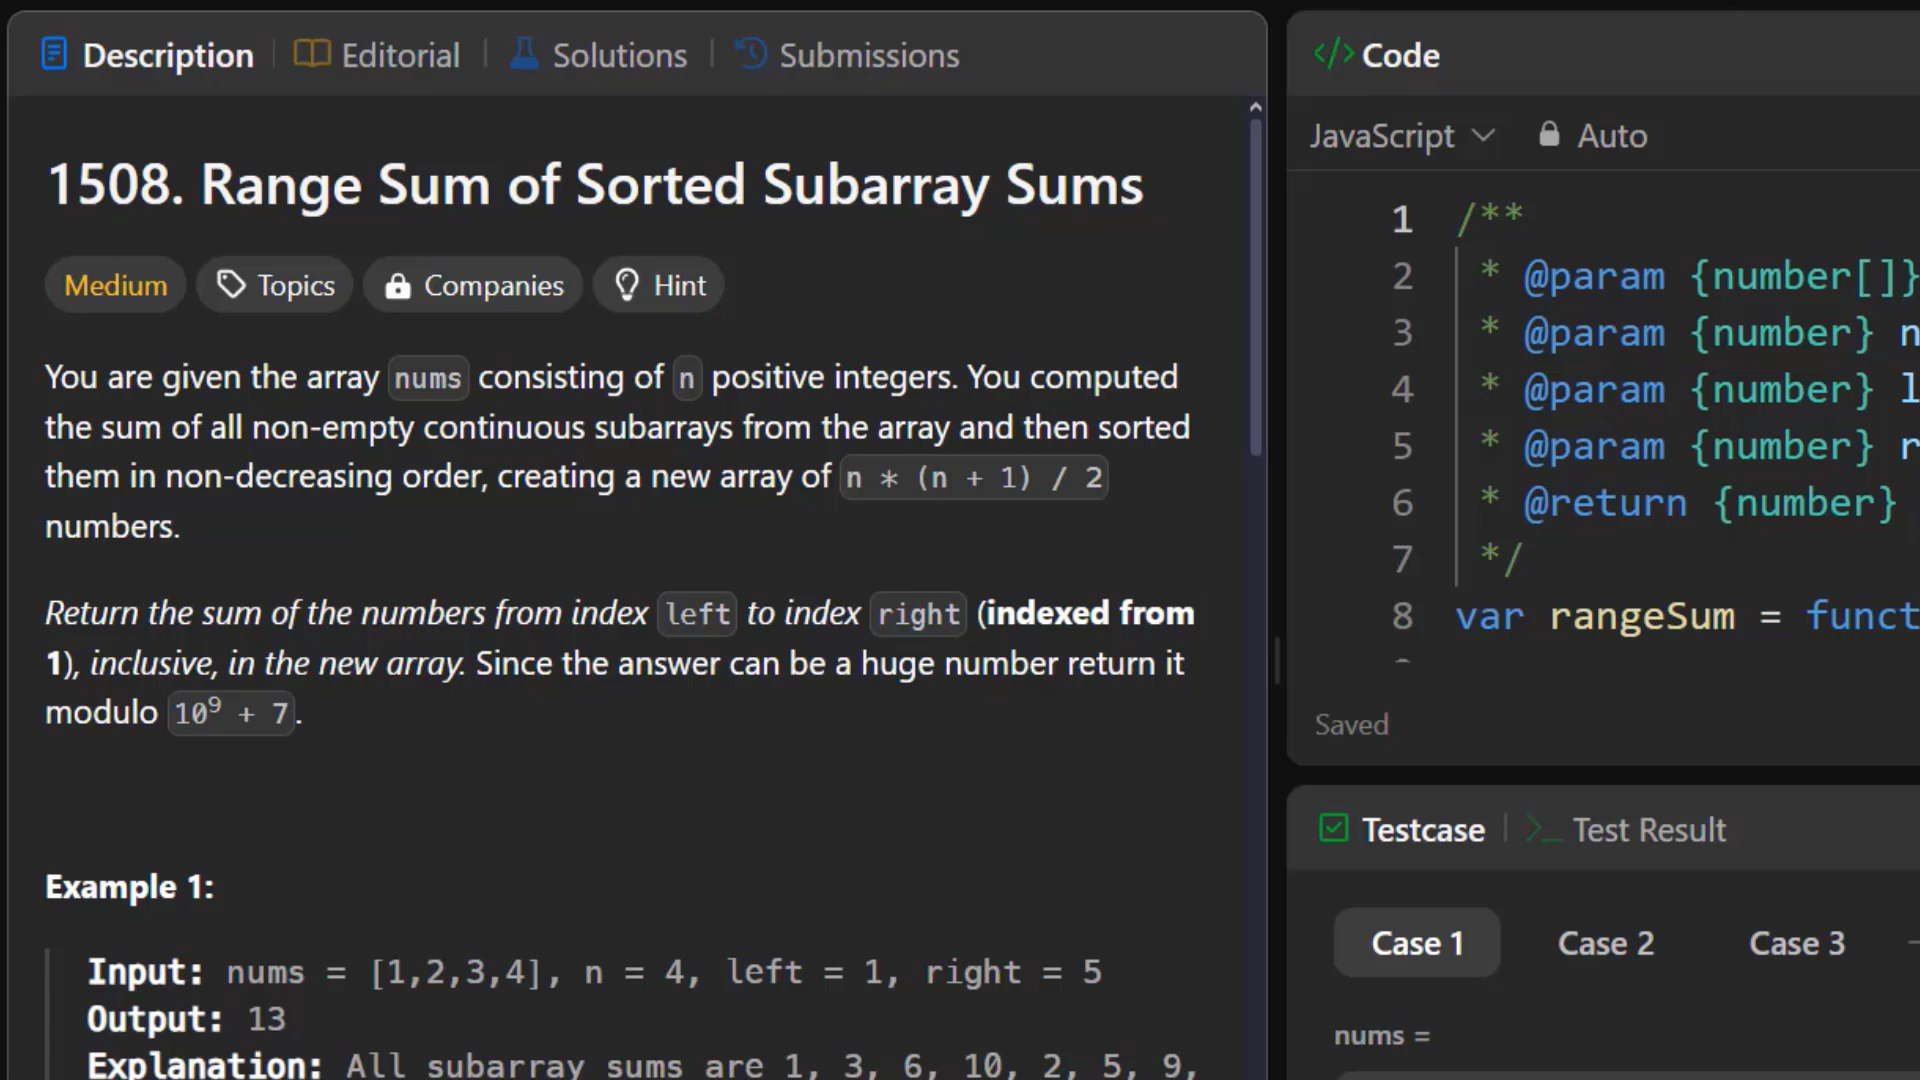 Description
Editorial
Solutions
Submissions
1508. Range Sum of Sorted Subarray Sums
Medium
Topics
Companies
Hint
You are given the array nums consisting of n positive integers. You computed
the sum of all non-empty continuous subarrays from the array and then sorted
them in non-decreasing order, creating a new array of n * (n + 1) / 2
numbers.
Return the sum of the numbers from index left to index right (indexed from
1), inclusive, in the new array. Since the answer can be a huge number return it
modulo 10⁹ + 7.
Example 1:
Input: nums = [1,2,3,4], n = 4, left = 1, right = 5
Output: 13
Explanation: All subarray sums are 1, 3, 6, 10, 2, 5, 9,
</> Code
JavaScript
Auto
1 /**
2 * @param {number[]}
3 * @param {number} n
4 * @param {number} l
5 * @param {number} r
6 * @return {number}
7 */
8 var rangeSum = funct
Saved
Testcase
>_ Test Result
Case 1
Case 2
Case 3
nums =